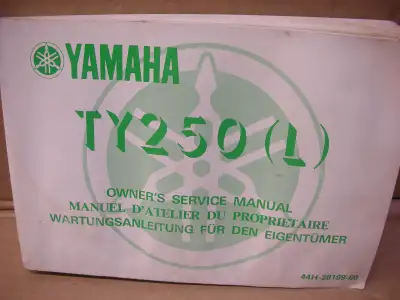 YAMAHA
TY250(L)
OWNER'S SERVICE MANUAL
MANUEL D'ATELIER DU PROPRIETAIRE
WARTUNGSANLEITUNG FÜR DEN EIGENTÜMER